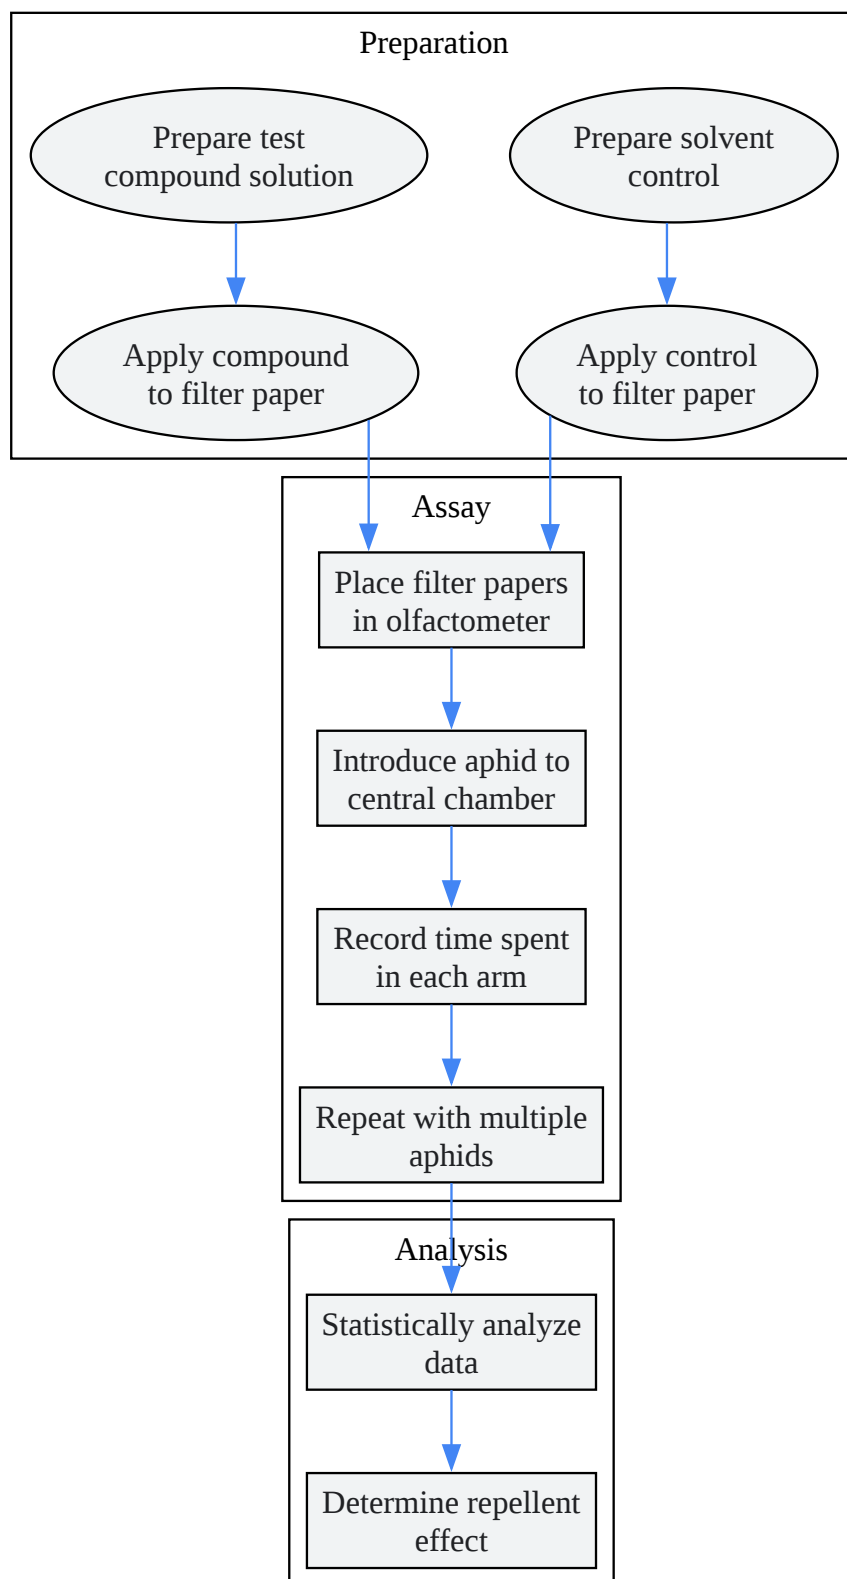 Preparation
Prepare test
compound solution
Prepare solvent
control
Apply compound
to filter paper
Apply control
to filter paper
Assay
Place filter papers
in olfactometer
Introduce aphid to
central chamber
Record time spent
in each arm
Repeat with multiple
aphids
Analysis
Statistically analyze
data
Determine repellent
effect